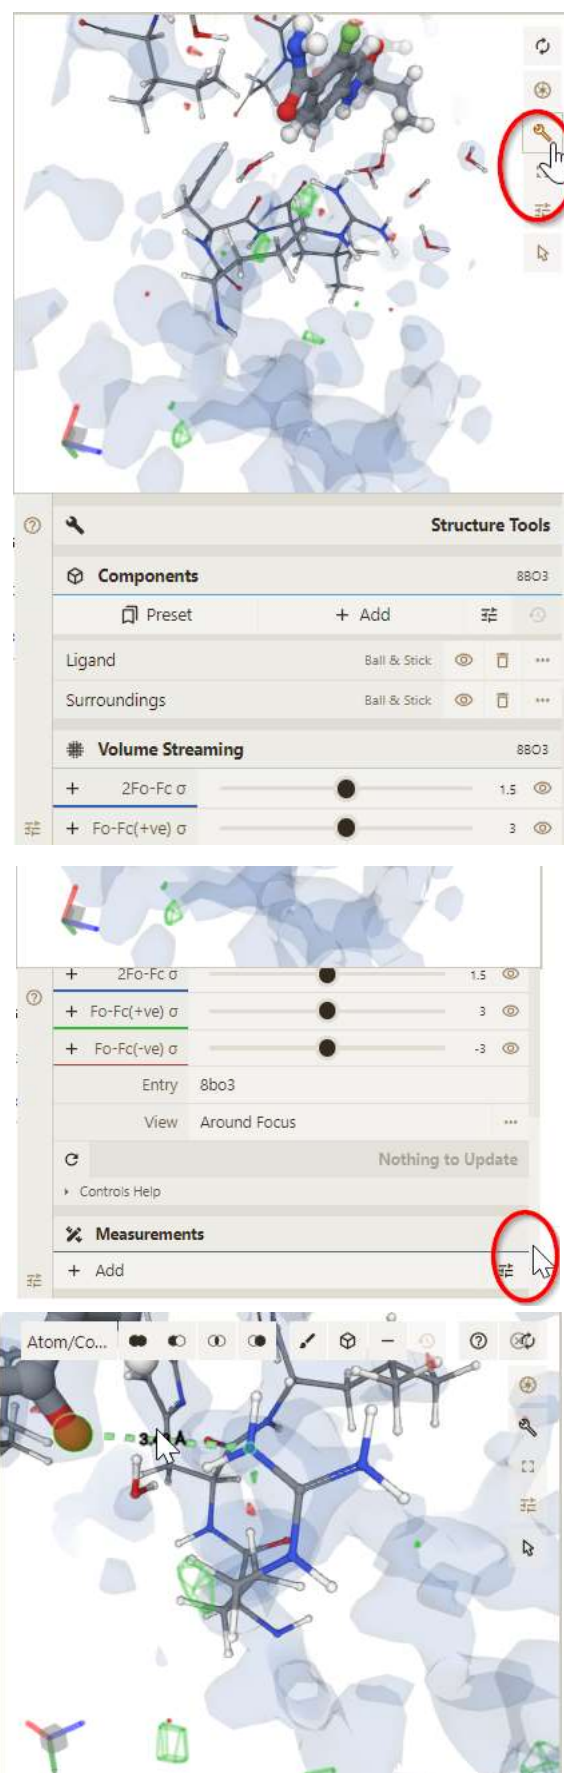 Structure Tools
Components 8BO3
Preset + Add
Ligand Ball & Stick
Surroundings Ball & Stick
Volume Streaming 8BO3
+ 2Fo-Fc σ 1.5
+ Fo-Fc(+ve) σ 3
+ 2Fo-Fc σ 1.5
+ Fo-Fc(+ve) σ 3
+ Fo-Fc(-ve) σ -3
Entry 8bo3
View Around Focus
Nothing to Update
Controls Help
Measurements
+ Add
Atom/Co...